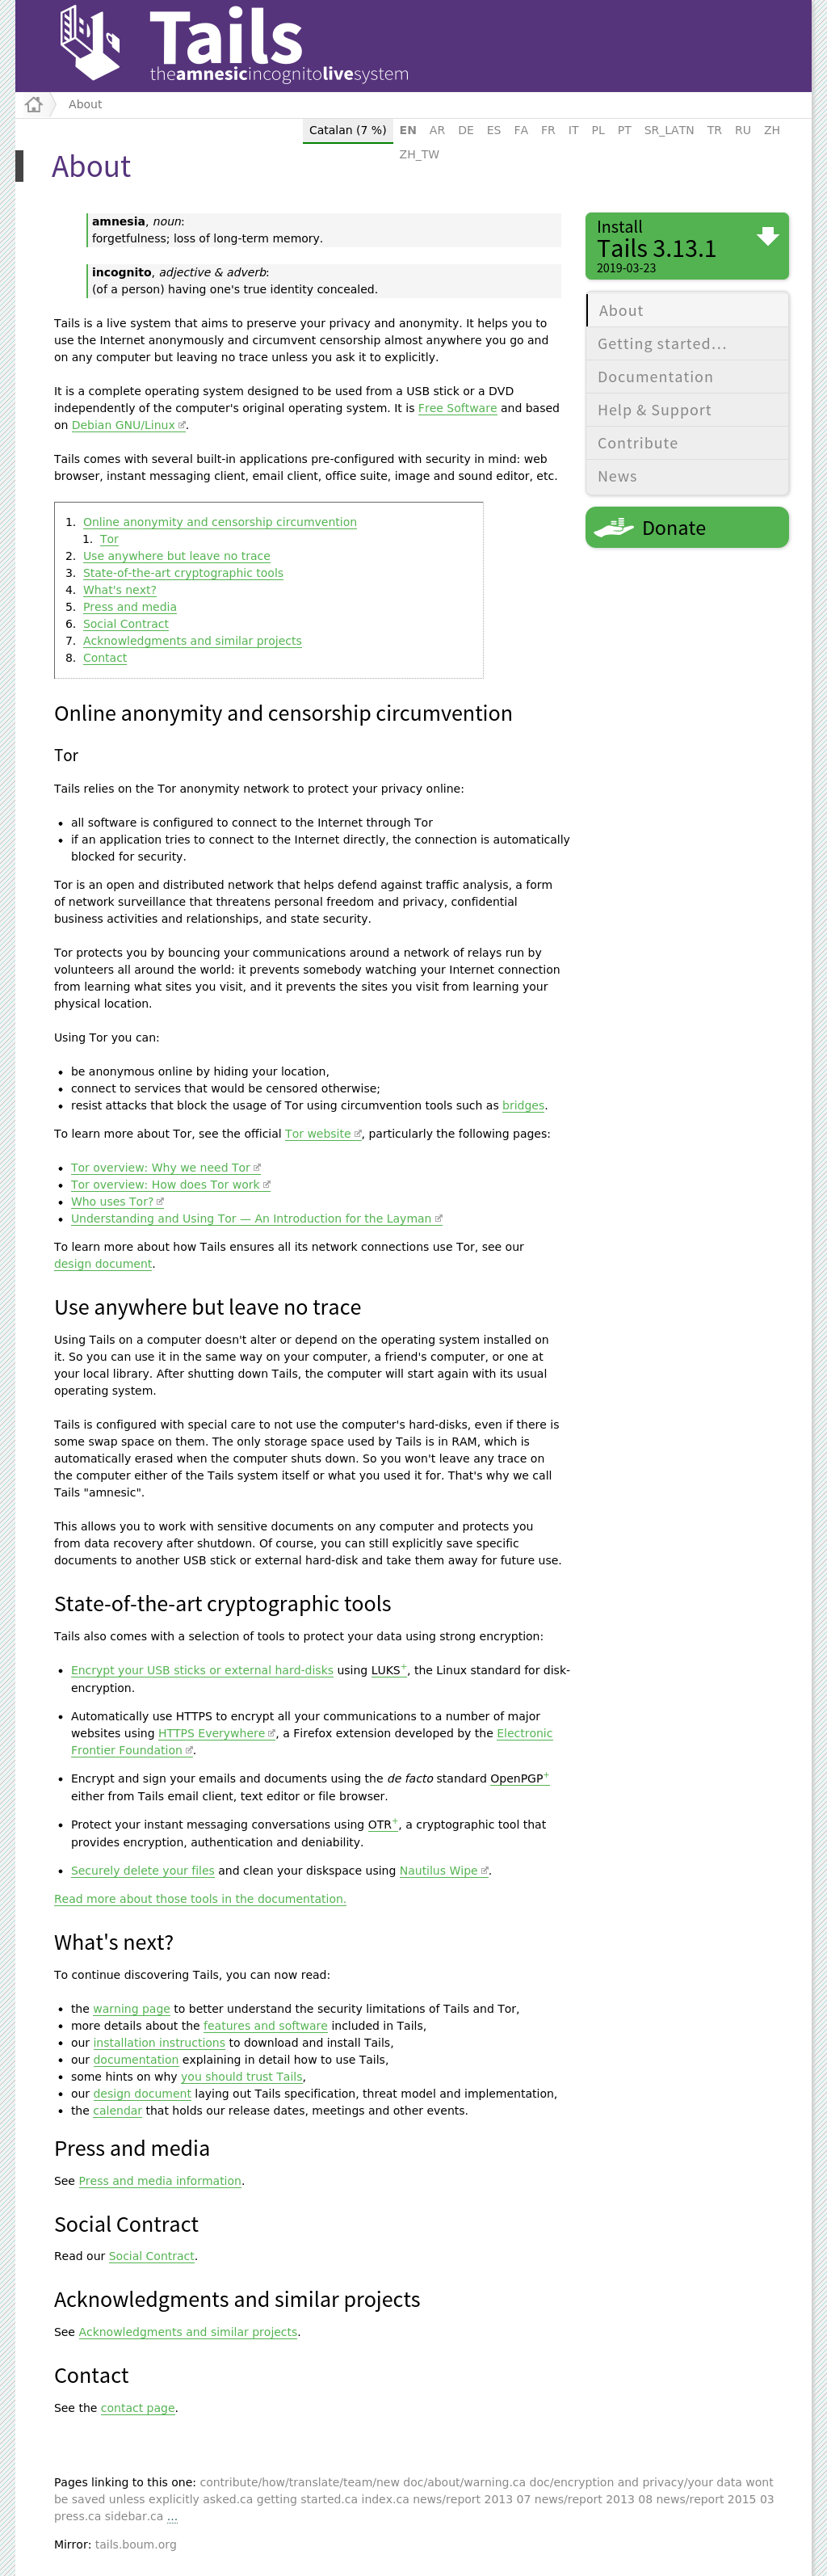 Tails
theamnesicincognitolivesystem
About
Catalan (7 %) EN AR DE ES FA FR IT PL PT SR_LATN TR RU ZH
ZH_TW
About
amnesia, noun:
forgetfulness; loss of long-term memory.
incognito, adjective & adverb:
(of a person) having one's true identity concealed.
Install
Tails 3.13.1
2019-03-23
About
Getting started…
Documentation
Help & Support
Contribute
News
Donate
Tails is a live system that aims to preserve your privacy and anonymity. It helps you to
use the Internet anonymously and circumvent censorship almost anywhere you go and
on any computer but leaving no trace unless you ask it to explicitly.
It is a complete operating system designed to be used from a USB stick or a DVD
independently of the computer's original operating system. It is Free Software and based
on Debian GNU/Linux.
Tails comes with several built-in applications pre-configured with security in mind: web
browser, instant messaging client, email client, office suite, image and sound editor, etc.
1. Online anonymity and censorship circumvention
1. Tor
2. Use anywhere but leave no trace
3. State-of-the-art cryptographic tools
4. What's next?
5. Press and media
6. Social Contract
7. Acknowledgments and similar projects
8. Contact
Online anonymity and censorship circumvention
Tor
Tails relies on the Tor anonymity network to protect your privacy online:
• all software is configured to connect to the Internet through Tor
• if an application tries to connect to the Internet directly, the connection is automatically
blocked for security.
Tor is an open and distributed network that helps defend against traffic analysis, a form
of network surveillance that threatens personal freedom and privacy, confidential
business activities and relationships, and state security.
Tor protects you by bouncing your communications around a network of relays run by
volunteers all around the world: it prevents somebody watching your Internet connection
from learning what sites you visit, and it prevents the sites you visit from learning your
physical location.
Using Tor you can:
• be anonymous online by hiding your location,
• connect to services that would be censored otherwise;
• resist attacks that block the usage of Tor using circumvention tools such as bridges.
To learn more about Tor, see the official Tor website, particularly the following pages:
• Tor overview: Why we need Tor
• Tor overview: How does Tor work
• Who uses Tor?
• Understanding and Using Tor — An Introduction for the Layman
To learn more about how Tails ensures all its network connections use Tor, see our
design document.
Use anywhere but leave no trace
Using Tails on a computer doesn't alter or depend on the operating system installed on
it. So you can use it in the same way on your computer, a friend's computer, or one at
your local library. After shutting down Tails, the computer will start again with its usual
operating system.
Tails is configured with special care to not use the computer's hard-disks, even if there is
some swap space on them. The only storage space used by Tails is in RAM, which is
automatically erased when the computer shuts down. So you won't leave any trace on
the computer either of the Tails system itself or what you used it for. That's why we call
Tails "amnesic".
This allows you to work with sensitive documents on any computer and protects you
from data recovery after shutdown. Of course, you can still explicitly save specific
documents to another USB stick or external hard-disk and take them away for future use.
State-of-the-art cryptographic tools
Tails also comes with a selection of tools to protect your data using strong encryption:
• Encrypt your USB sticks or external hard-disks using LUKS+, the Linux standard for disk-
encryption.
• Automatically use HTTPS to encrypt all your communications to a number of major
websites using HTTPS Everywhere, a Firefox extension developed by the Electronic
Frontier Foundation.
• Encrypt and sign your emails and documents using the de facto standard OpenPGP+
either from Tails email client, text editor or file browser.
• Protect your instant messaging conversations using OTR+, a cryptographic tool that
provides encryption, authentication and deniability.
• Securely delete your files and clean your diskspace using Nautilus Wipe.
Read more about those tools in the documentation.
What's next?
To continue discovering Tails, you can now read:
• the warning page to better understand the security limitations of Tails and Tor,
• more details about the features and software included in Tails,
• our installation instructions to download and install Tails,
• our documentation explaining in detail how to use Tails,
• some hints on why you should trust Tails,
• our design document laying out Tails specification, threat model and implementation,
• the calendar that holds our release dates, meetings and other events.
Press and media
See Press and media information.
Social Contract
Read our Social Contract.
Acknowledgments and similar projects
See Acknowledgments and similar projects.
Contact
See the contact page.
Pages linking to this one: contribute/how/translate/team/new doc/about/warning.ca doc/encryption and privacy/your data wont
be saved unless explicitly asked.ca getting started.ca index.ca news/report 2013 07 news/report 2013 08 news/report 2015 03
press.ca sidebar.ca ...
Mirror: tails.boum.org